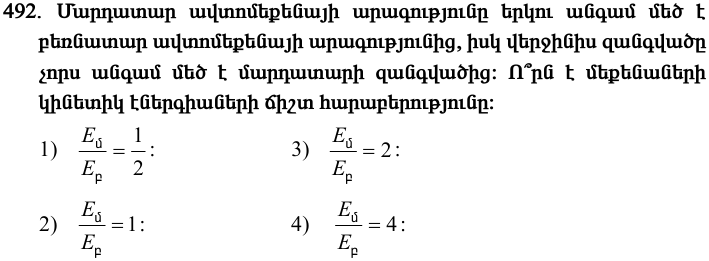 492. Մարդատար ավտոմեքենայի արագությունը երկու անգամ մեծ է
բեռնատար ավտոմեքենայի արագությունից, իսկ վերջինիս զանգվածը
չորս անգամ մեծ է մարդատարի զանգվածից: Ո՞րն է մեքենաների
կինետիկ էներգիաների ճիշտ հարաբերությունը:
1) Eմ/Eբ = 1/2 : 3) Eմ/Eբ = 2 :
2) Eմ/Eբ = 1 : 4) Eմ/Eբ = 4 :